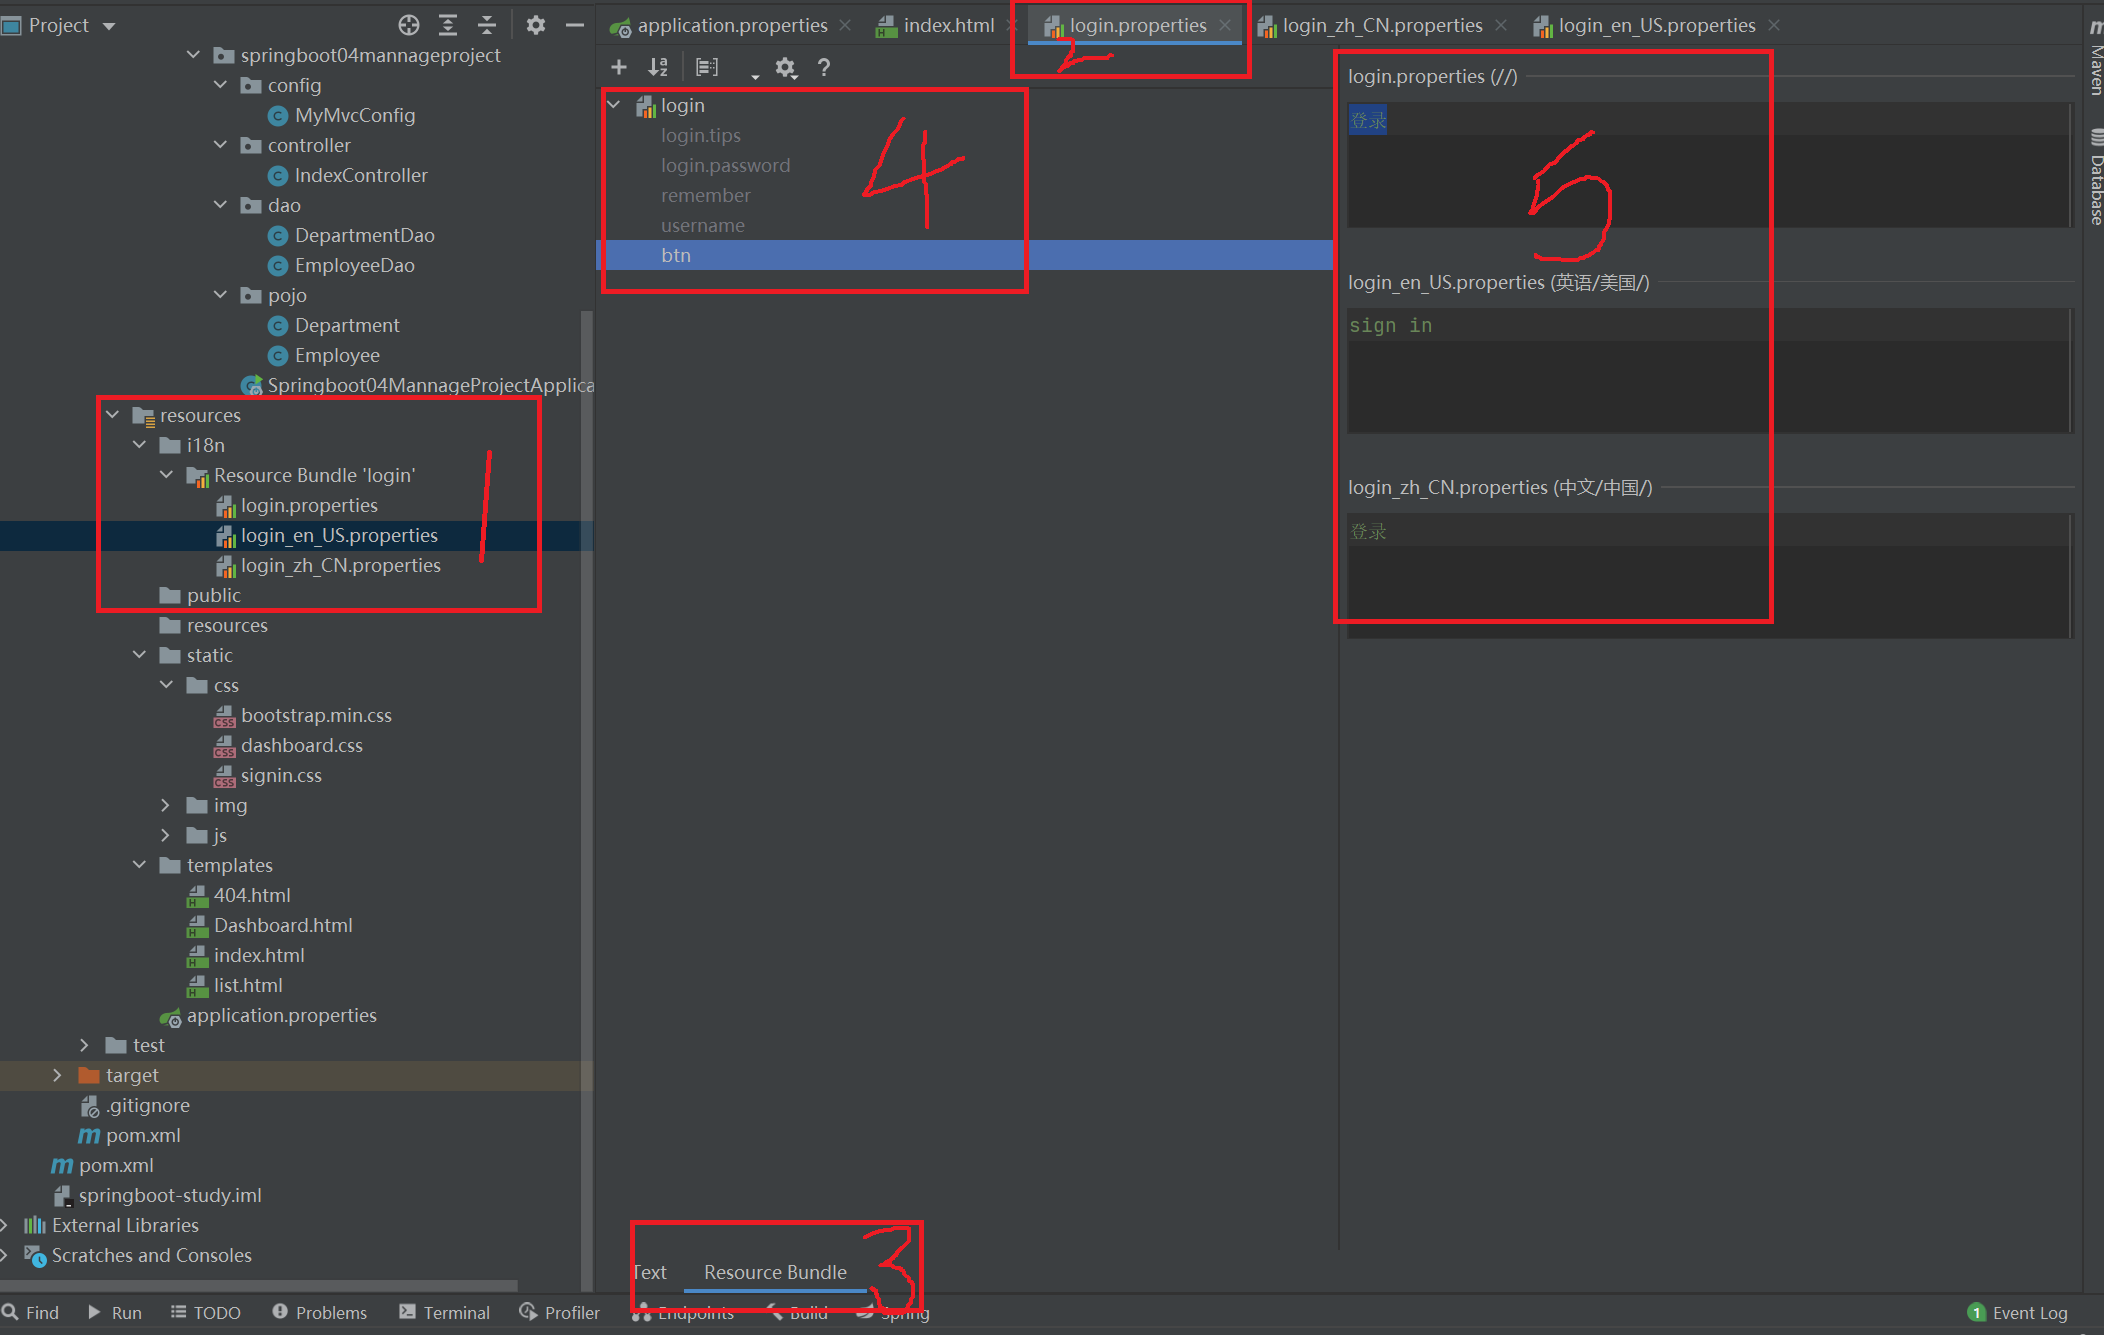 Project
application.properties
index.html
login.properties
login_zh_CN.properties
login_en_US.properties
2
springboot04mannageproject
config
MyMvcConfig
controller
IndexController
dao
DepartmentDao
EmployeeDao
pojo
Department
Employee
Springboot04MannageProjectApplica
resources
i18n
Resource Bundle 'login'
login.properties
login_en_US.properties
login_zh_CN.properties
1
public
resources
static
css
bootstrap.min.css
dashboard.css
signin.css
img
js
templates
404.html
Dashboard.html
index.html
list.html
application.properties
test
target
.gitignore
pom.xml
pom.xml
springboot-study.iml
External Libraries
Scratches and Consoles
login
login.tips
login.password
remember
username
btn
4
login.properties (//)
登录
5
login_en_US.properties (英语/美国/)
sign in
login_zh_CN.properties (中文/中国/)
登录
Maven
Database
Text
Resource Bundle
3
Find
Run
TODO
Problems
Terminal
Profiler
Endpoints
Build
Spring
1 Event Log